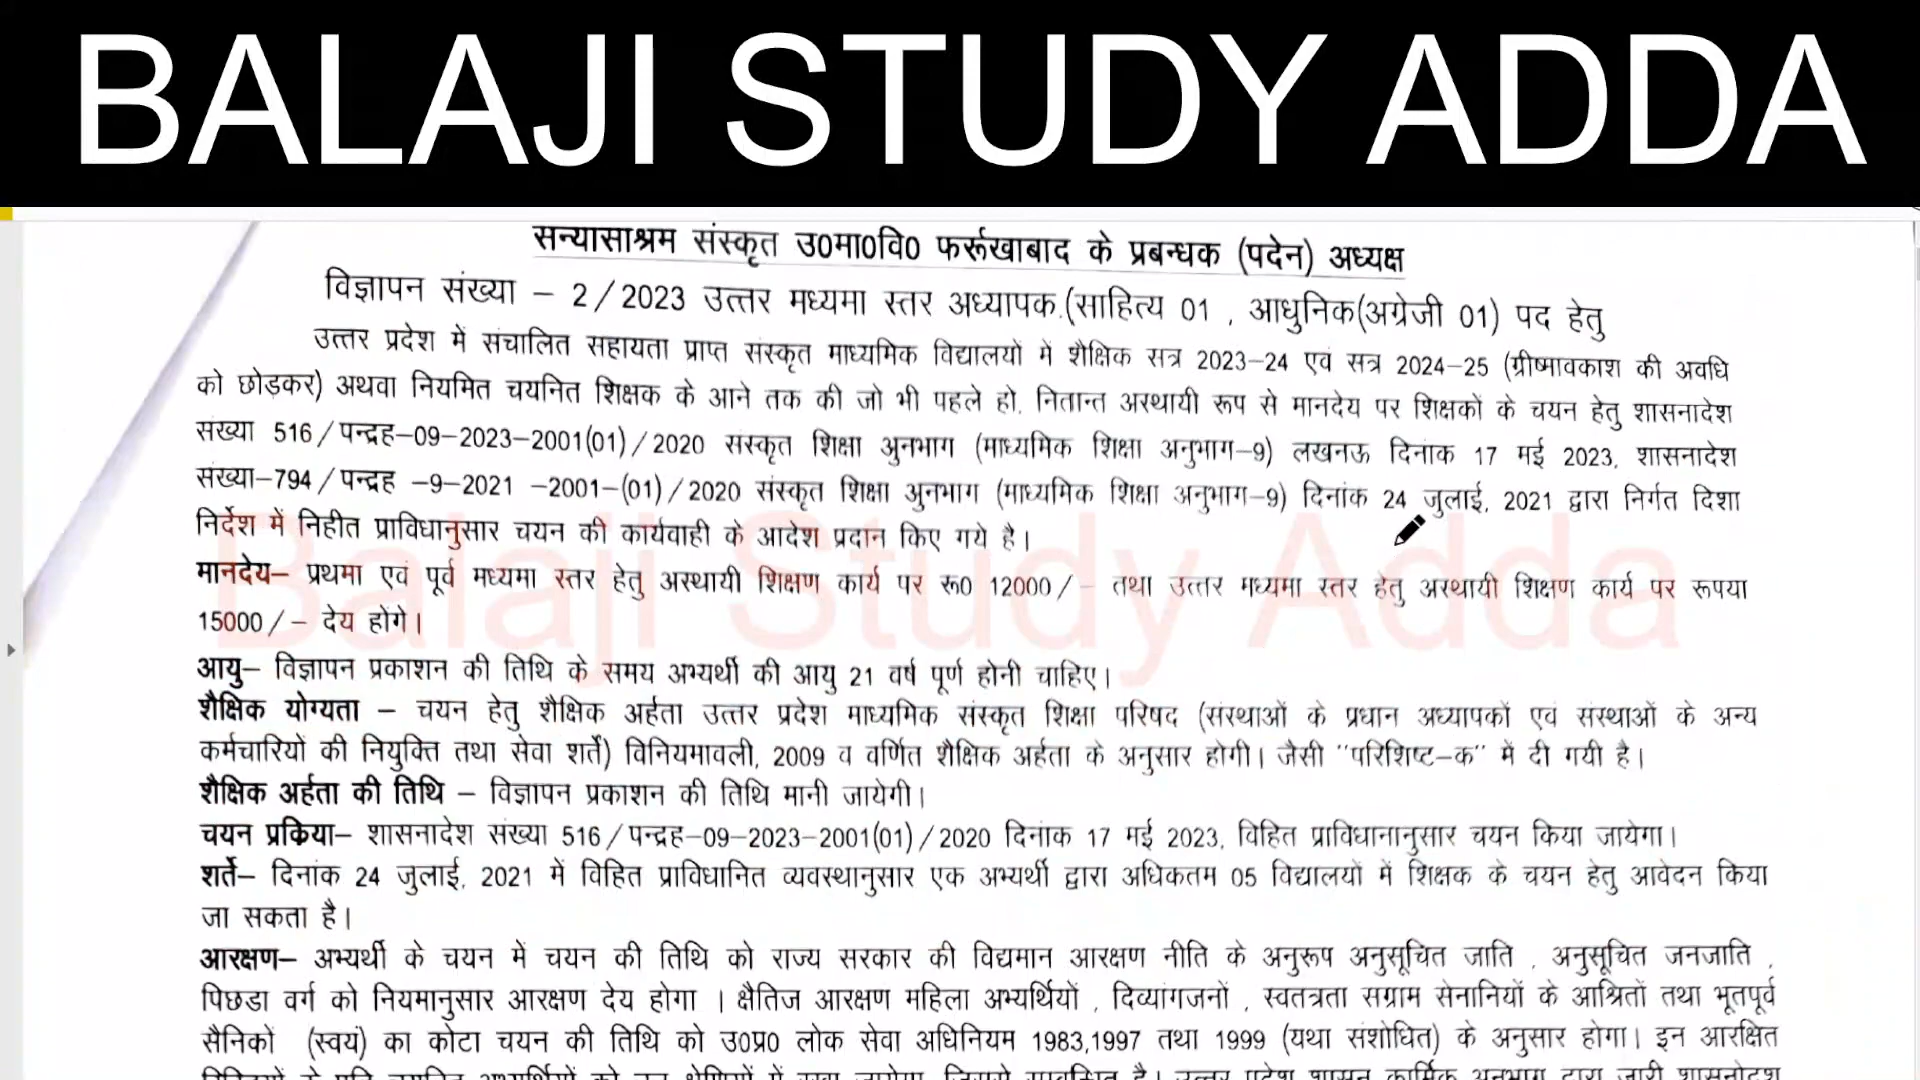 BALAJI STUDY ADDA
सन्यासाश्रम संस्कृत उ0मा0वि0 फर्रूखाबाद के प्रबन्धक (पदेन) अध्यक्ष
विज्ञापन संख्या – 2/2023 उत्तर मध्यमा स्तर अध्यापक.(साहित्य 01 , आधुनिक(अग्रेजी 01) पद हेतु
उत्तर प्रदेश में संचालित सहायता प्राप्त संस्कृत माध्यमिक विद्यालयों में शैक्षिक सत्र 2023–24 एवं सत्र 2024–25 (ग्रीष्मावकाश की अवधि
को छोड़कर) अथवा नियमित चयनित शिक्षक के आने तक की जो भी पहले हो, नितान्त अस्थायी रूप से मानदेय पर शिक्षकों के चयन हेतु शासनादेश
संख्या 516/पन्द्रह–09–2023–2001(01)/2020 संस्कृत शिक्षा अुनभाग (माध्यमिक शिक्षा अनुभाग–9) लखनऊ दिनांक 17 मई 2023, शासनादेश
संख्या–794/पन्द्रह –9–2021 –2001–(01)/2020 संस्कृत शिक्षा अुनभाग (माध्यमिक शिक्षा अनुभाग–9) दिनांक 24 जुलाई, 2021 द्वारा निर्गत दिशा
निर्देश में निहीत प्राविधानुसार चयन की कार्यवाही के आदेश प्रदान किए गये है।
मानदेय– प्रथमा एवं पूर्व मध्यमा स्तर हेतु अस्थायी शिक्षण कार्य पर रू0 12000/– तथा उत्तर मध्यमा स्तर हेतु अस्थायी शिक्षण कार्य पर रूपया
15000/– देय होगे।
Balaji Study Adda
आयु– विज्ञापन प्रकाशन की तिथि के समय अभ्यर्थी की आयु 21 वर्ष पूर्ण होनी चाहिए।
शैक्षिक योग्यता – चयन हेतु शैक्षिक अर्हता उत्तर प्रदेश माध्यमिक संस्कृत शिक्षा परिषद (संस्थाओं के प्रधान अध्यापकों एवं संस्थाओं के अन्य
कर्मचारियों की नियुक्ति तथा सेवा शर्ते) विनियमावली, 2009 व वर्णित शैक्षिक अर्हता के अनुसार होगी। जैसी "परिशिष्ट–क" में दी गयी है।
शैक्षिक अर्हता की तिथि – विज्ञापन प्रकाशन की तिथि मानी जायेगी।
चयन प्रकिया– शासनादेश संख्या 516/पन्द्रह–09–2023–2001(01)/2020 दिनांक 17 मई 2023, विहित प्राविधानानुसार चयन किया जायेगा।
शर्ते– दिनांक 24 जुलाई, 2021 में विहित प्राविधानित व्यवस्थानुसार एक अभ्यर्थी द्वारा अधिकतम 05 विद्यालयों में शिक्षक के चयन हेतु आवेदन किया
जा सकता है।
आरक्षण– अभ्यर्थी के चयन में चयन की तिथि को राज्य सरकार की विद्यमान आरक्षण नीति के अनुरूप अनुसूचित जाति , अनुसूचित जनजाति ,
पिछडा वर्ग को नियमानुसार आरक्षण देय होगा । क्षैतिज आरक्षण महिला अभ्यर्थियों , दिव्यांगजनों , स्वतत्रता सग्राम सेनानियों के आश्रितों तथा भूतपूर्व
सैनिकों (स्वयं) का कोटा चयन की तिथि को उ0प्र0 लोक सेवा अधिनियम 1983,1997 तथा 1999 (यथा संशोधित) के अनुसार होगा। इन आरक्षित